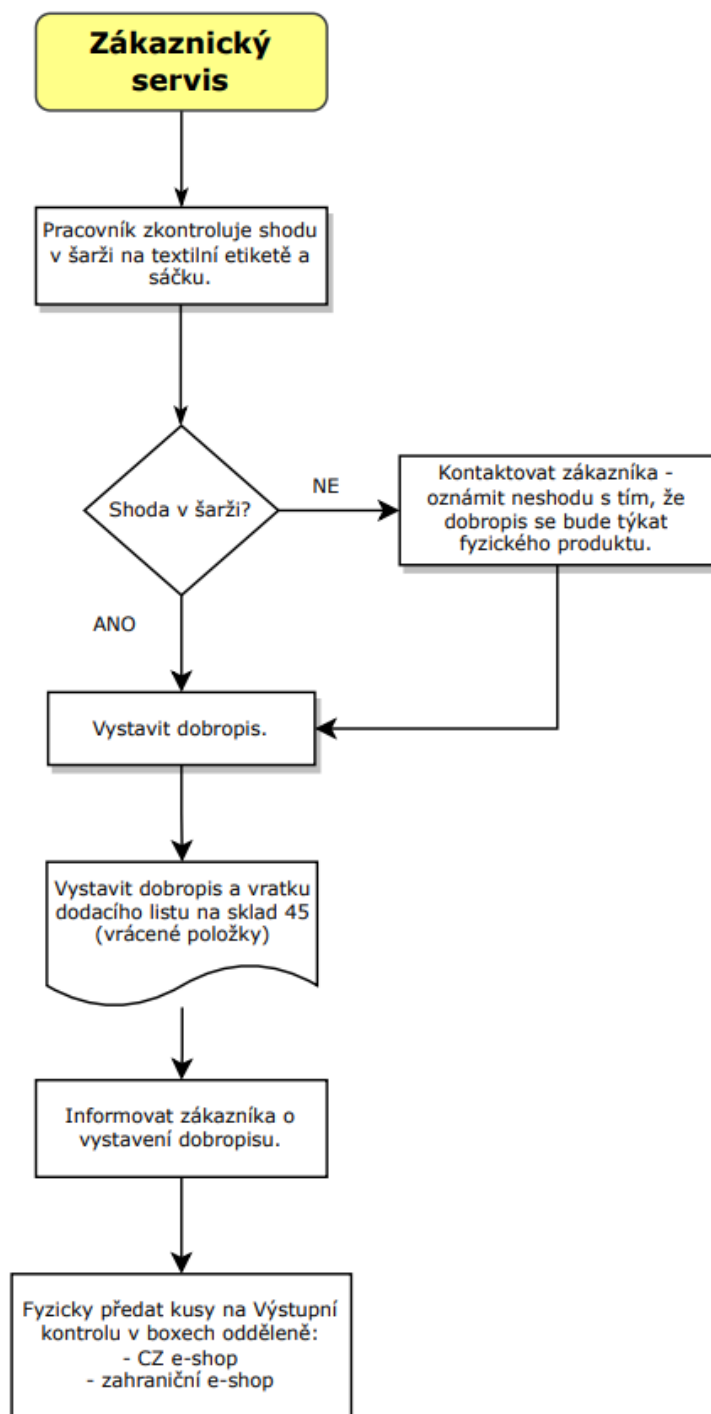 Zákaznický
servis
Pracovník zkontroluje shodu
v šarži na textilní etiketě a
sáčku.
Shoda v šarži?
NE
Kontaktovat zákazníka -
oznámit neshodu s tím, že
dobropis se bude týkat
fyzického produktu.
ANO
Vystavit dobropis.
Vystavit dobropis a vratku
dodacího listu na sklad 45
(vrácené položky)
Informovat zákazníka o
vystavení dobropisu.
Fyzicky předat kusy na Výstupní
kontrolu v boxech odděleně:
- CZ e-shop
- zahraniční e-shop